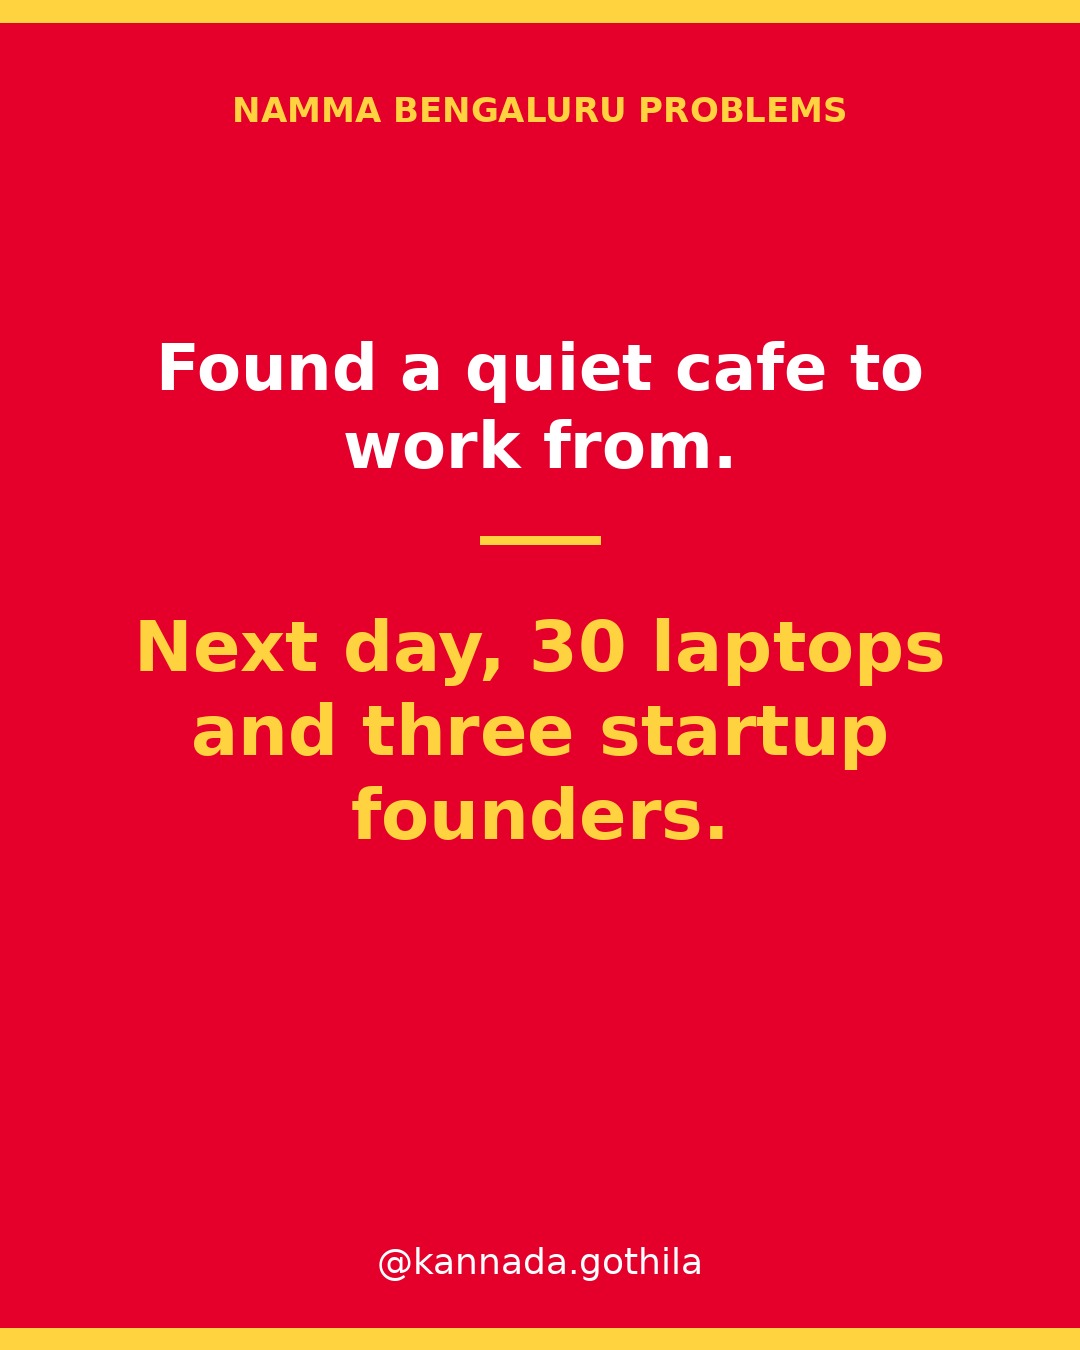 NAMMA BENGALURU PROBLEMS
Found a quiet cafe to
work from.
Next day, 30 laptops
and three startup
founders.
@kannada.gothila